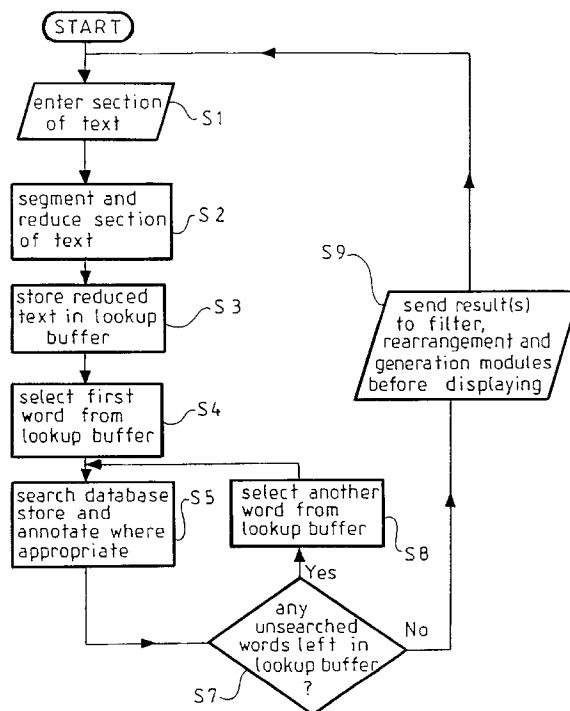 START
enter section
of text
S1
segment and
reduce section
of text
S2
store reduced
text in lookup
buffer
S3
select first
word from
lookup buffer
S4
search database
store and
annotate where
appropriate
S5
select another
word from
lookup buffer
S8
Yes
any
unsearched
words left in
lookup buffer
?
S7
No
S9
send result(s)
to filter,
rearrangement and
generation modules
before displaying